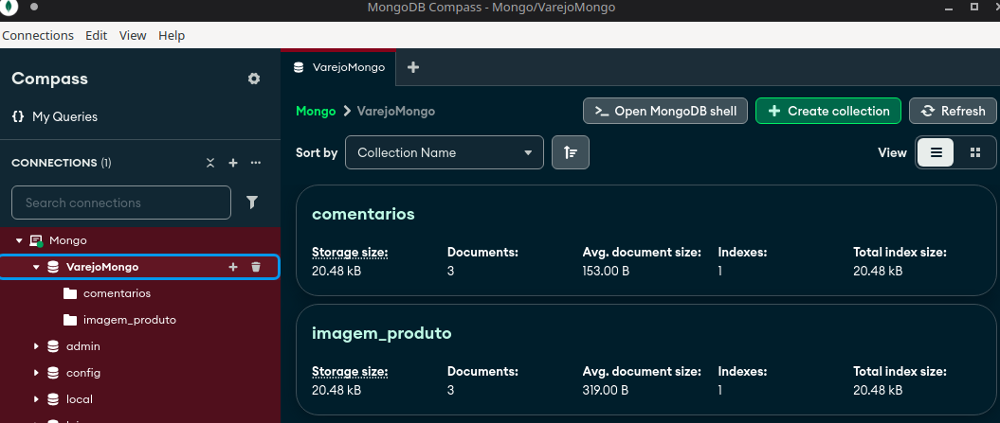 MongoDB Compass - Mongo/VarejoMongo
Connections Edit View Help
Compass
{} My Queries
CONNECTIONS (1)
Search connections
Mongo
VarejoMongo
comentarios
imagem_produto
admin
config
local
VarejoMongo
Mongo > VarejoMongo
>_ Open MongoDB shell
+ Create collection
Refresh
Sort by Collection Name
View
comentarios
Storage size: Documents: Avg. document size: Indexes: Total index size:
20.48 kB 3 153.00 B 1 20.48 kB
imagem_produto
Storage size: Documents: Avg. document size: Indexes: Total index size:
20.48 kB 3 319.00 B 1 20.48 kB